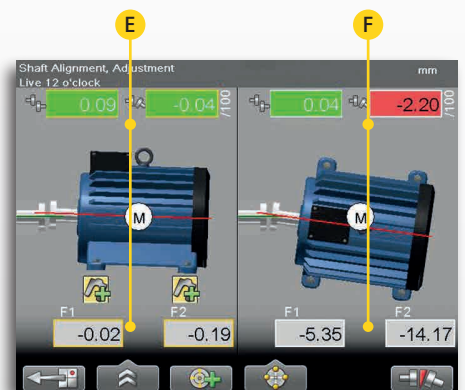 E F
Shaft Alignment, Adjustment mm
Live 12 o'clock
0.09 -0.04 /100 0.04 -2.20 /100
M M
F1 F2 F1 F2
-0.02 -0.19 -5.35 -14.17